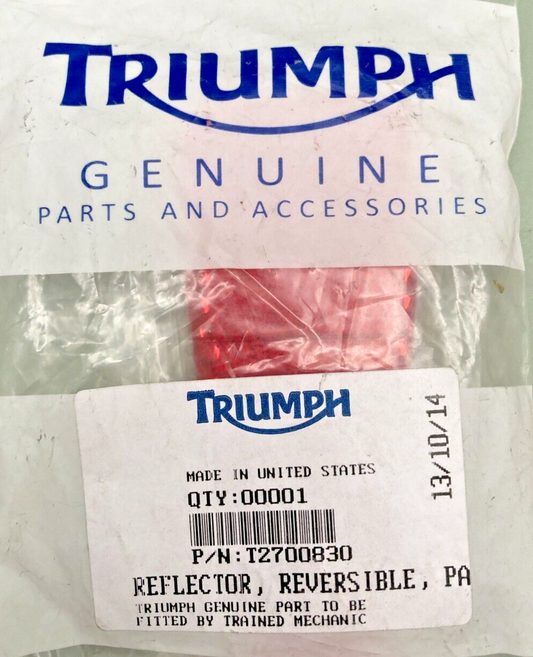 TRIUMPH
GENUINE
PARTS AND ACCESSORIES
TRIUMPH
MADE IN UNITED STATES
QTY:00001
P/N:T2700830
REFLECTOR, REVERSIBLE, PA
TRIUMPH GENUINE PART TO BE
FITTED BY TRAINED MECHANIC
13/10/14